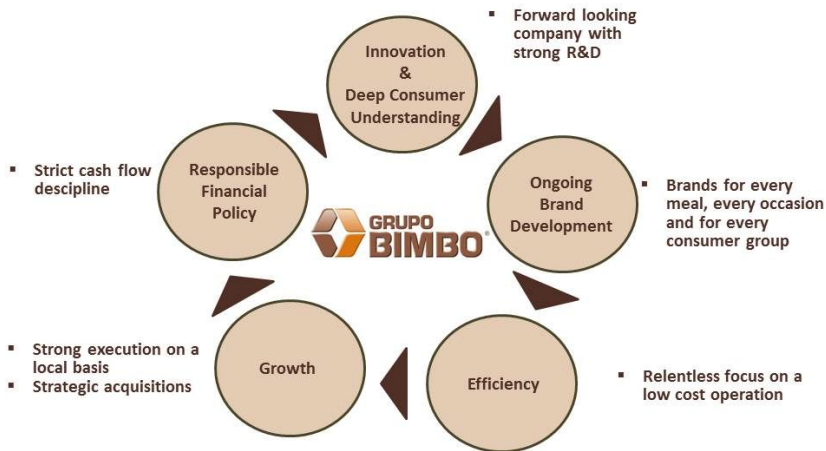 Innovation
&
Deep Consumer
Understanding
▪ Forward looking
company with
strong R&D
Ongoing
Brand
Development
▪ Brands for every
meal, every occasion
and for every
consumer group
Efficiency
▪ Relentless focus on a
low cost operation
Growth
▪ Strong execution on a
local basis
▪ Strategic acquisitions
Responsible
Financial
Policy
▪ Strict cash flow
descipline
GRUPO
BIMBO®